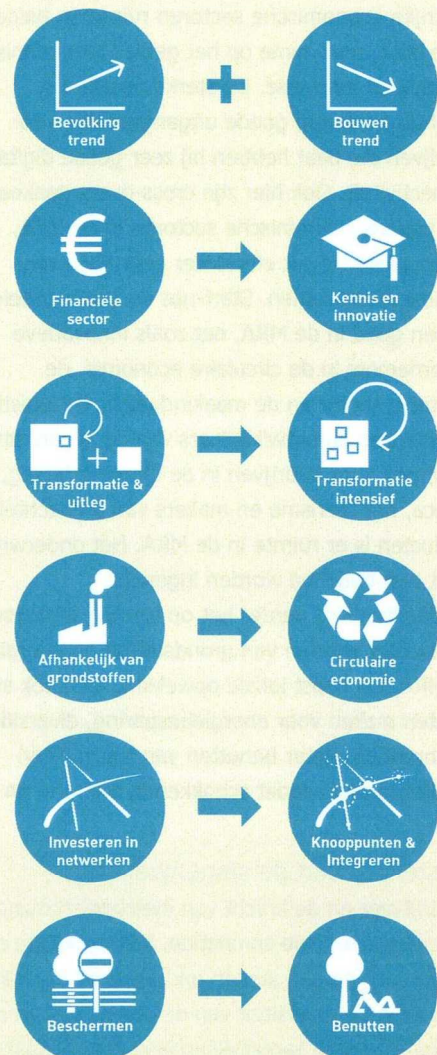 Bevolking
trend
Bouwen
trend
Financiële
sector
Kennis en
innovatie
Transformatie &
uitleg
Transformatie
intensief
Afhankelijk van
grondstoffen
Circulaire
economie
Investeren in
netwerken
Knooppunten &
Integreren
Beschermen
Benutten